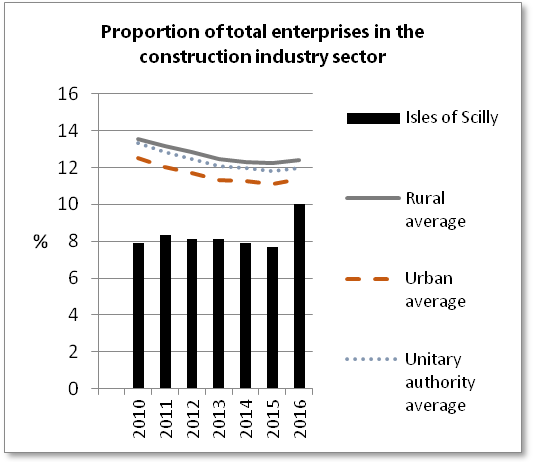 Proportion of total enterprises in the
construction industry sector
16
14
12
10
8
6
4
2
0
%
2010
2011
2012
2013
2014
2015
2016
Isles of Scilly
Rural
average
Urban
average
Unitary
authority
average